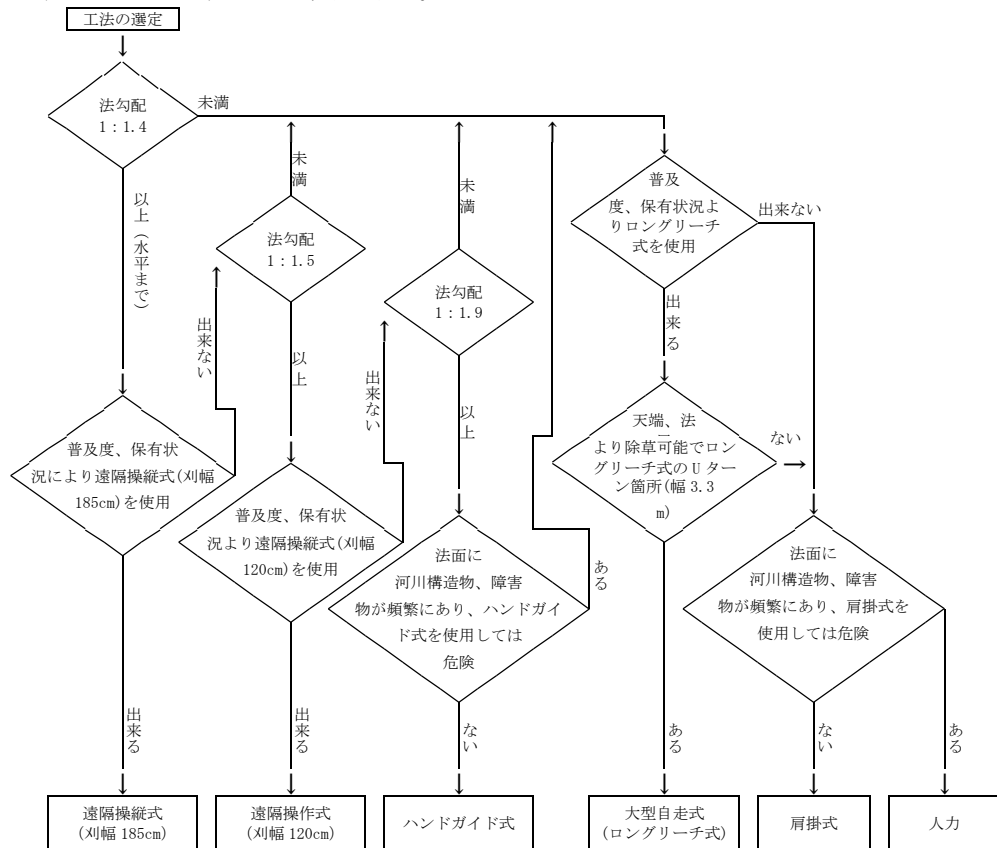 工法の選定
法勾配
1：1.4
未満
以上（水平まで）
普及度、保有状
況により遠隔操縦式(刈幅
185cm)を使用
出来ない
出来る
未満
法勾配
1：1.5
以上
普及度、保有状
況より遠隔操縦式(刈幅
120cm)を使用
出来ない
出来る
未満
法勾配
1：1.9
以上
法面に
河川構造物、障害
物が頻繁にあり、ハンドガイ
ド式を使用しては
危険
ある
ない
普及
度、保有状況よ
りロングリーチ
式を使用
出来ない
出来る
天端、法
より除草可能でロン
グリーチ式のＵター
ン箇所(幅 3.3
m)
ない
ある
法面に
河川構造物、障害
物が頻繁にあり、肩掛式を
使用しては危険
ない
ある
遠隔操縦式
(刈幅 185cm)
遠隔操作式
(刈幅 120cm)
ハンドガイド式
大型自走式
(ロングリーチ式)
肩掛式
人力